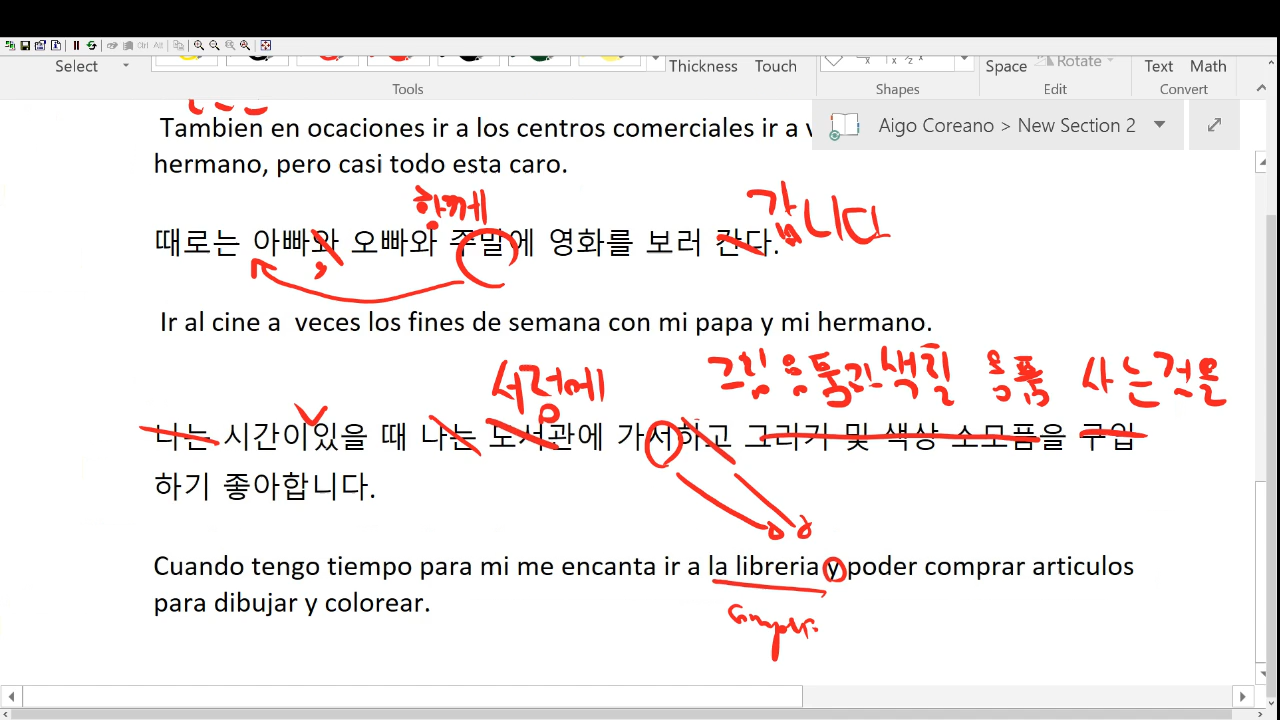 Select
Thickness
Touch
Space
Rotate
Text
Math
Tools
Shapes
Edit
Convert
Aigo Coreano > New Section 2
Tambien en ocaciones ir a los centros comerciales ir a
hermano, pero casi todo esta caro.
함께
갑니다
때로는 아빠와 오빠와 주말에 영화를 보러 간다.
Ir al cine a veces los fines de semana con mi papa y mi hermano.
서점에
그림용품과 색칠 용품 사는것을
나는 시간이있을 때 나는 도서관에 가서하고 그리기 및 색상 소모품을 구입
하기 좋아합니다.
Cuando tengo tiempo para mi me encanta ir a la libreria y poder comprar articulos
para dibujar y colorear.